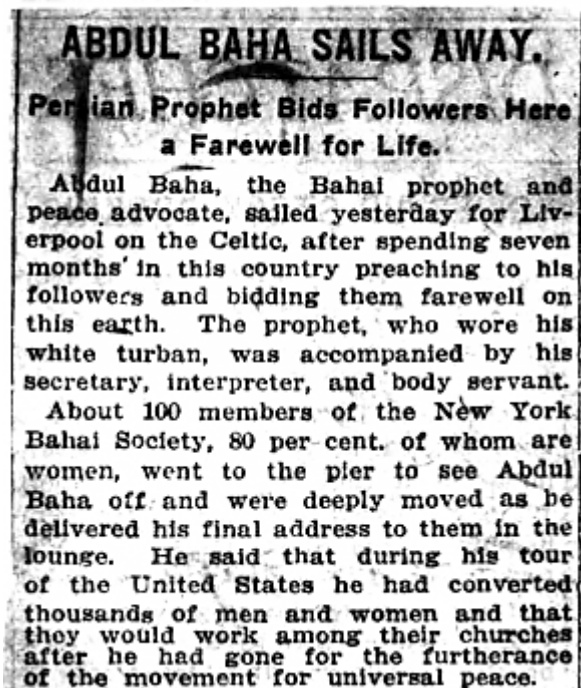 ABDUL BAHA SAILS AWAY.
Persian Prophet Bids Followers Here
a Farewell for Life.
Abdul Baha, the Bahai prophet and
peace advocate, sailed yesterday for Liv-
erpool on the Celtic, after spending seven
months in this country preaching to his
followers and bidding them farewell on
this earth. The prophet, who wore his
white turban, was accompanied by his
secretary, interpreter, and body servant.
About 100 members of the New York
Bahai Society, 80 per cent. of whom are
women, went to the pier to see Abdul
Baha off and were deeply moved as he
delivered his final address to them in the
lounge. He said that during his tour
of the United States he had converted
thousands of men and women and that
they would work among their churches
after he had gone for the furtherance
of the movement for universal peace.